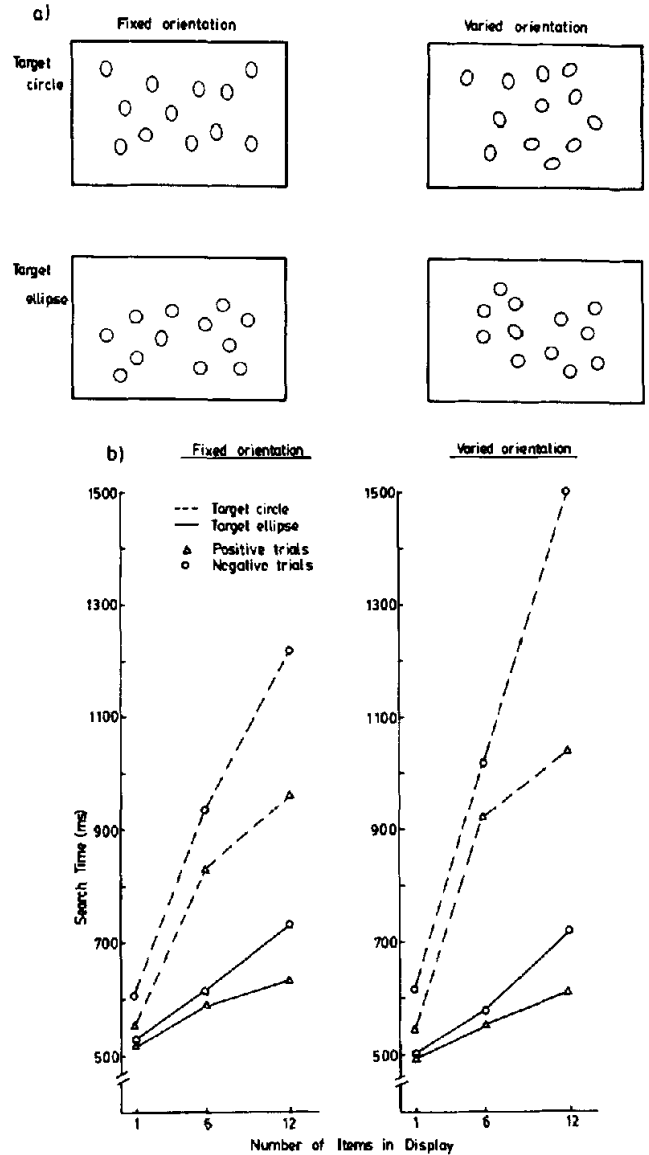 a)
Fixed orientation
Varied orientation
Target
circle
Target
ellipse
b)
Fixed orientation
Varied orientation
1500
1300
1100
900
700
500
Search Time (ms)
Target circle
Target ellipse
Positive trials
Negative trials
1 6 12
1500
1300
1100
900
700
500
1 6 12
Number of Items in Display